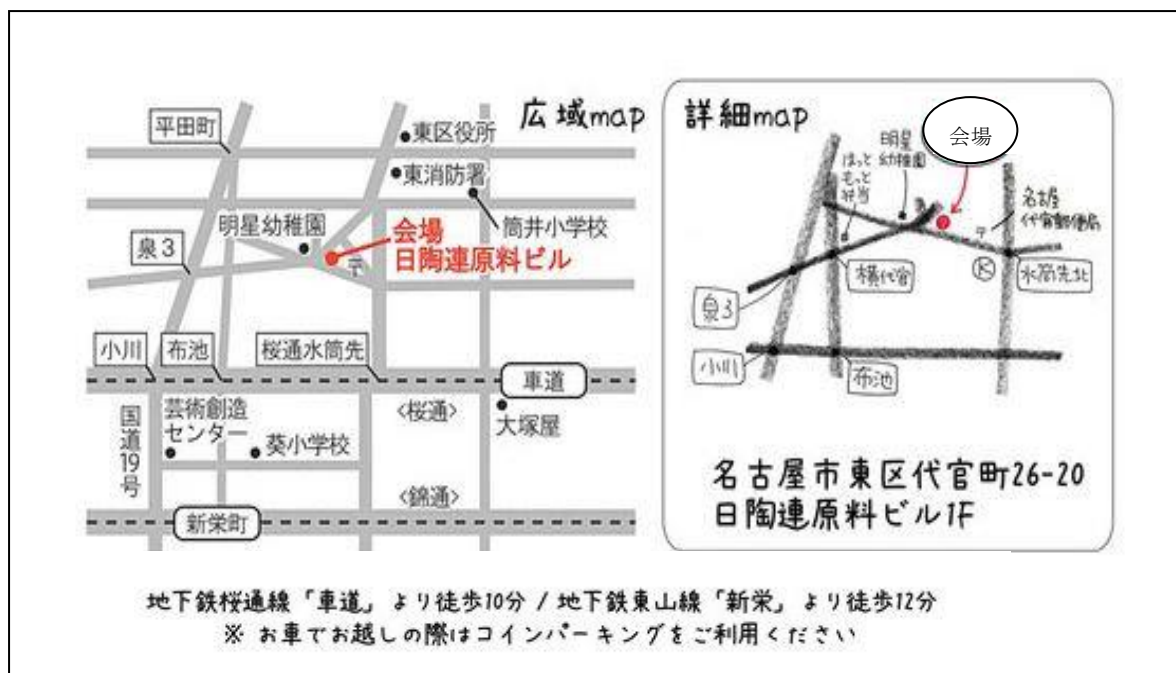 広域map
平田町
東区役所
東消防署
筒井小学校
明星幼稚園
会場
日陶連原料ビル
〒
泉3
小川
布池
桜通水筒先
車道
国道19号
芸術創造
センター
葵小学校
〈桜通〉
大塚屋
〈錦通〉
新栄町
詳細map
会場
明星
幼稚園
ほっと
もっと
弁当
名古屋
代官郵便局
〒
K
横代官
水筒先北
泉3
小川
布池
名古屋市東区代官町26-20
日陶連原料ビル1F
地下鉄桜通線「車道」より徒歩10分 / 地下鉄東山線「新栄」より徒歩12分
※ お車でお越しの際はコインパーキングをご利用ください